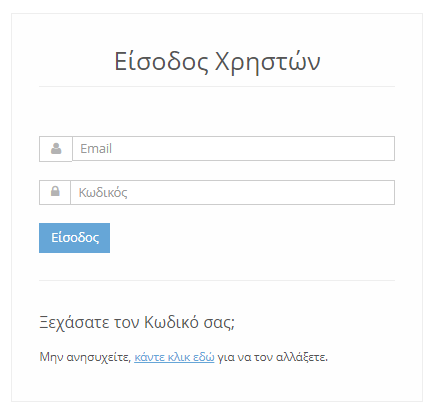 Είσοδος Χρηστών
Email
Κωδικός
Είσοδος
Ξεχάσατε τον Κωδικό σας;
Μην ανησυχείτε, κάντε κλικ εδώ για να τον αλλάξετε.